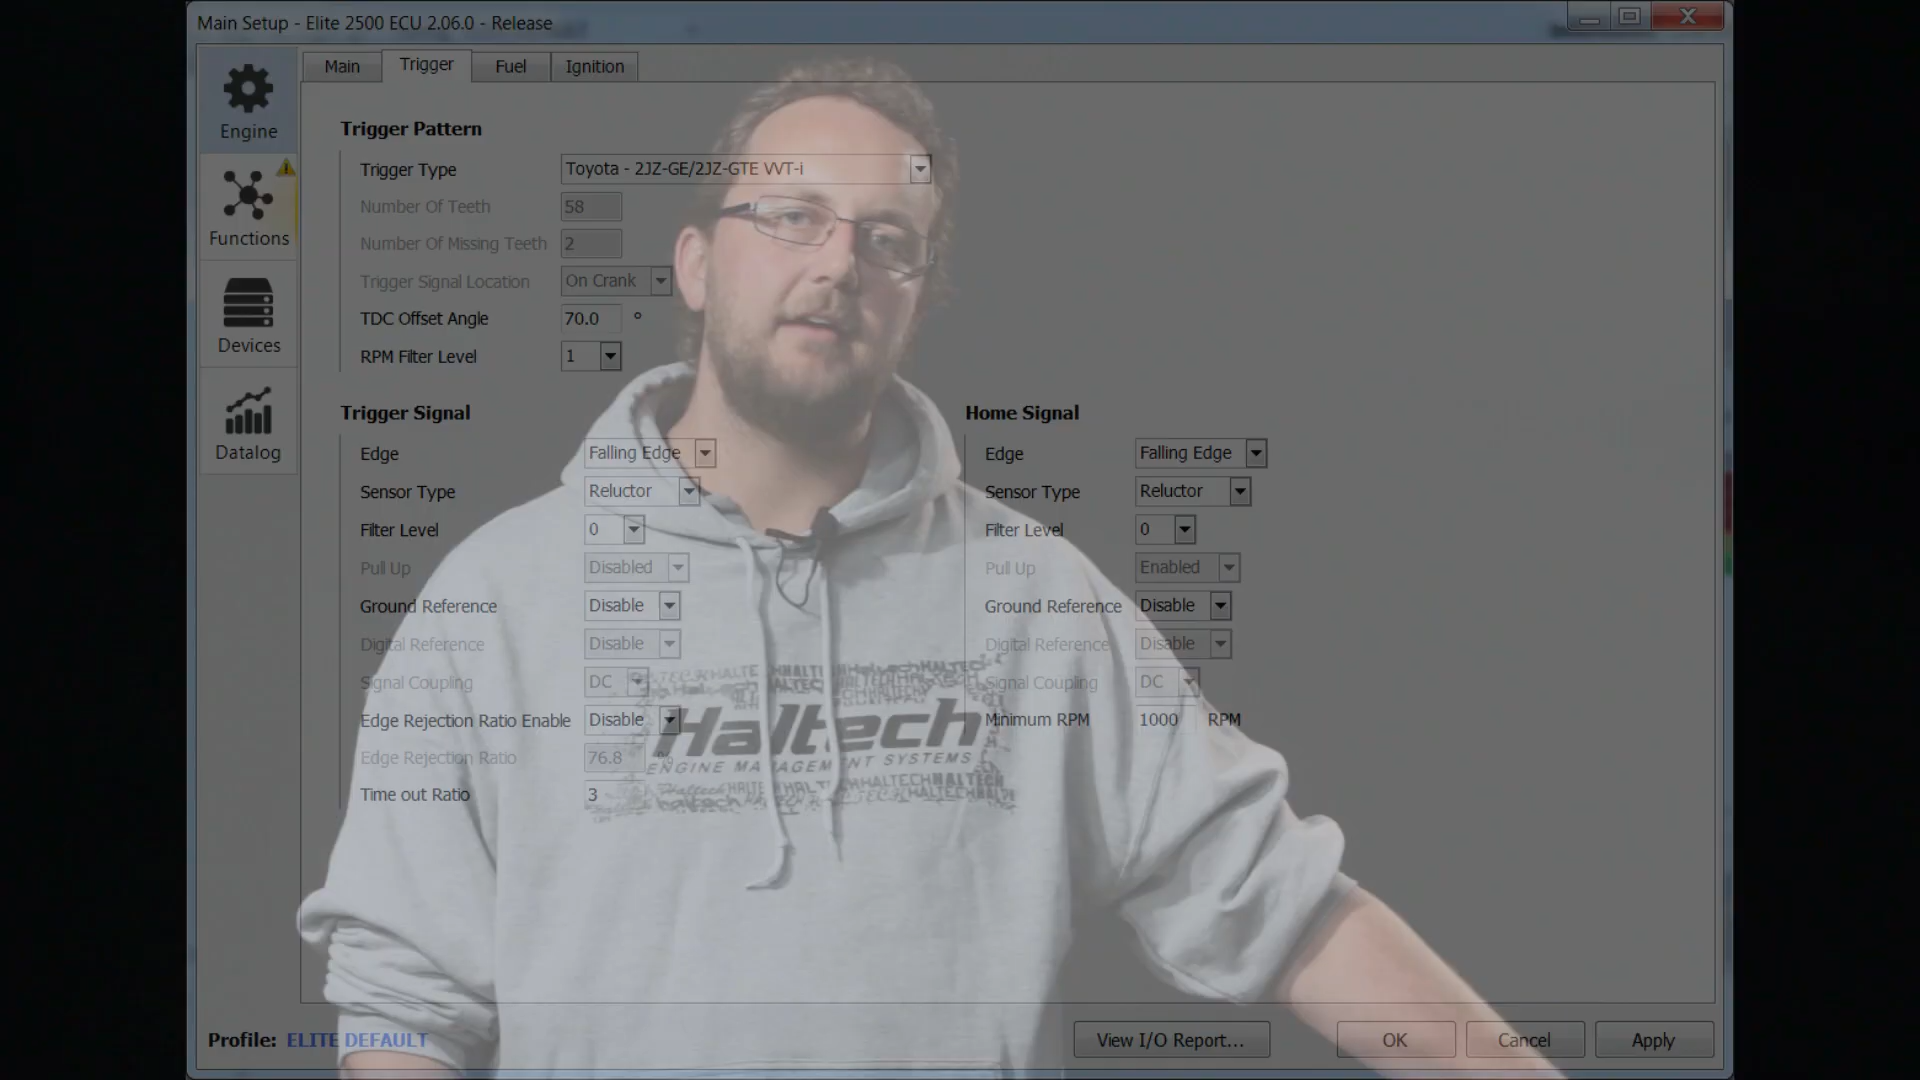 Main Setup - Elite 2500 ECU 2.06.0 - Release
Main Trigger Fuel Ignition
Engine
Functions
Devices
Datalog
Trigger Pattern
Trigger Type Toyota - 2JZ-GE/2JZ-GTE VVT-i
Number Of Teeth 58
Number Of Missing Teeth 2
Trigger Signal Location On Crank
TDC Offset Angle 70.0 °
RPM Filter Level 1
Trigger Signal
Edge Falling Edge
Sensor Type Reluctor
Filter Level 0
Pull Up Disabled
Ground Reference Disable
Digital Reference Disable
Signal Coupling DC
Edge Rejection Ratio Enable Disable
Edge Rejection Ratio 76.8 %
Time out Ratio 3
Home Signal
Edge Falling Edge
Sensor Type Reluctor
Filter Level 0
Pull Up Enabled
Ground Reference Disable
Digital Reference Disable
Signal Coupling DC
Minimum RPM 1000 RPM
Haltech
ENGINE MANAGEMENT SYSTEMS
Profile: ELITE DEFAULT
View I/O Report... OK Cancel Apply